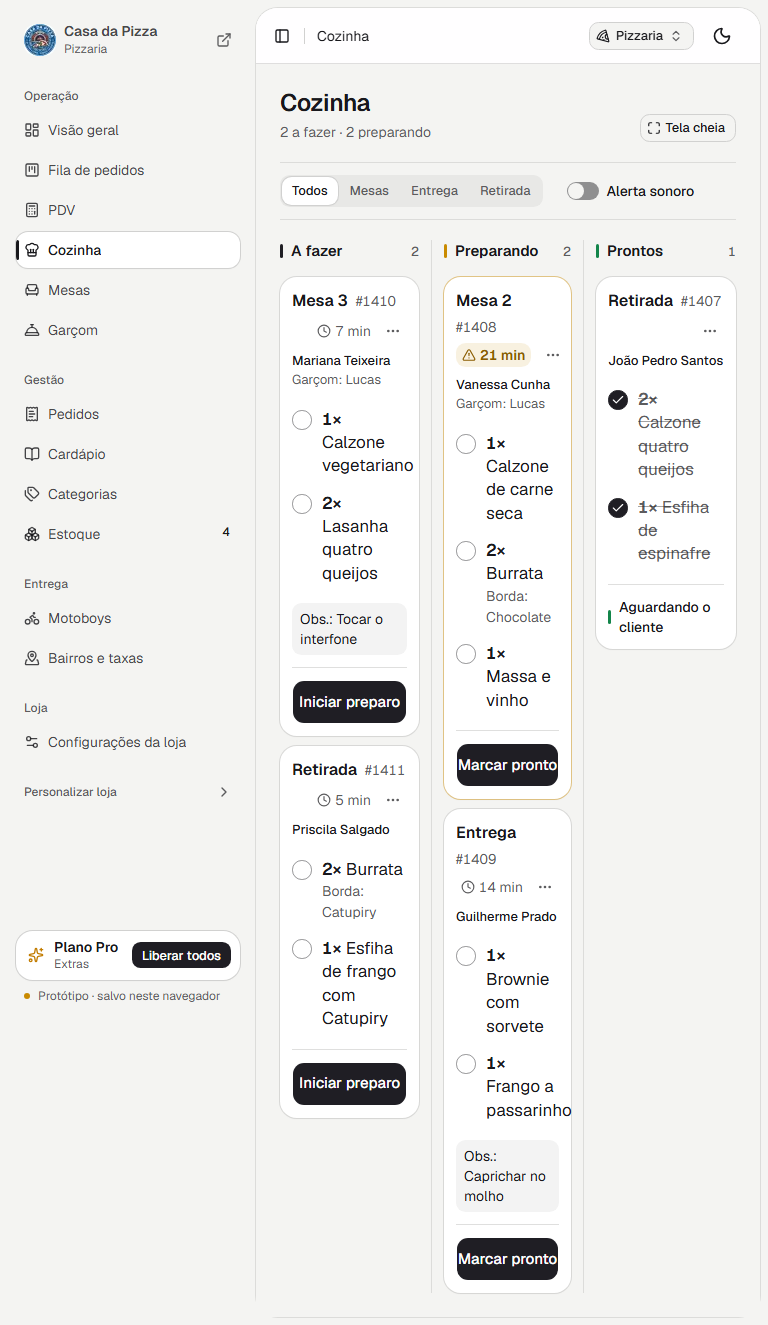 Casa da Pizza
Pizzaria
Operação
Visão geral
Fila de pedidos
PDV
Cozinha
Mesas
Garçom
Gestão
Pedidos
Cardápio
Categorias
Estoque 4
Entrega
Motoboys
Bairros e taxas
Loja
Configurações da loja
Personalizar loja
Plano Pro
Extras
Liberar todos
Protótipo · salvo neste navegador
Cozinha
Pizzaria
Cozinha
2 a fazer · 2 preparando
Tela cheia
Todos Mesas Entrega Retirada
Alerta sonoro
A fazer 2
Mesa 3 #1410
7 min
Mariana Teixeira
Garçom: Lucas
1×
Calzone
vegetariano
2×
Lasanha
quatro
queijos
Obs.: Tocar o
interfone
Iniciar preparo
Retirada #1411
5 min
Priscila Salgado
2× Burrata
Borda:
Catupiry
1× Esfiha
de frango
com
Catupiry
Iniciar preparo
Preparando 2
Mesa 2
#1408
21 min
Vanessa Cunha
Garçom: Lucas
1×
Calzone
de carne
seca
2×
Burrata
Borda:
Chocolate
1×
Massa e
vinho
Marcar pronto
Entrega
#1409
14 min
Guilherme Prado
1×
Brownie
com
sorvete
1×
Frango a
passarinho
Obs.:
Caprichar no
molho
Marcar pronto
Prontos 1
Retirada #1407
João Pedro Santos
2×
Calzone
quatro
queijos
1× Esfiha
de
espinafre
Aguardando o
cliente